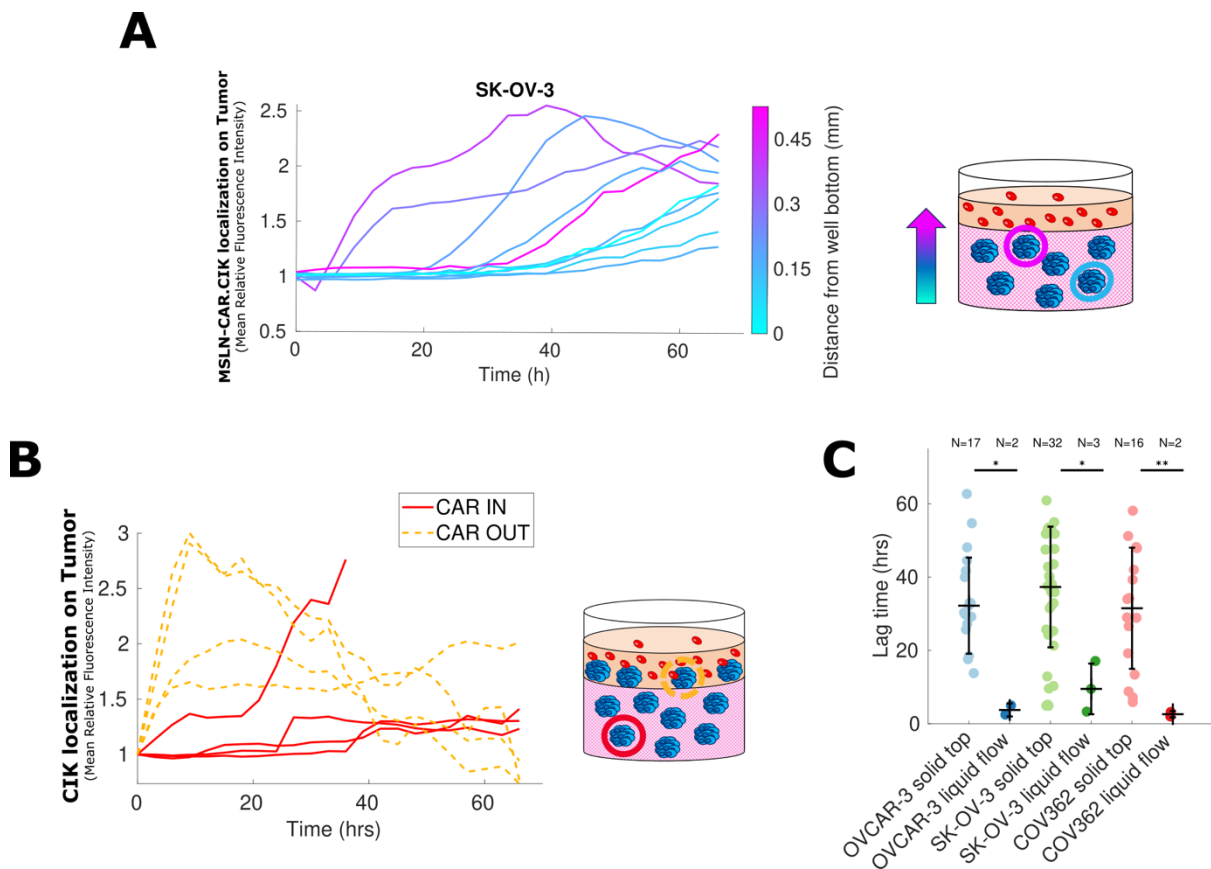 A
SK-OV-3
MSLN-CAR.CIK localization on Tumor
(Mean Relative Fluorescence Intensity)
2.5
2
1.5
1
0.5
0
20
40
60
Time (h)
0.45
0.3
0.15
0
Distance from well bottom (mm)
B
CIK localization on Tumor
(Mean Relative Fluorescence Intensity)
3
2.5
2
1.5
1
0
20
40
60
Time (hrs)
CAR IN
CAR OUT
C
N=17 N=2 N=32 N=3 N=16 N=2
* * **
Lag time (hrs)
60
40
20
0
OVCAR-3 solid top
OVCAR-3 liquid flow
SK-OV-3 solid top
SK-OV-3 liquid flow
COV362 solid top
COV362 liquid flow